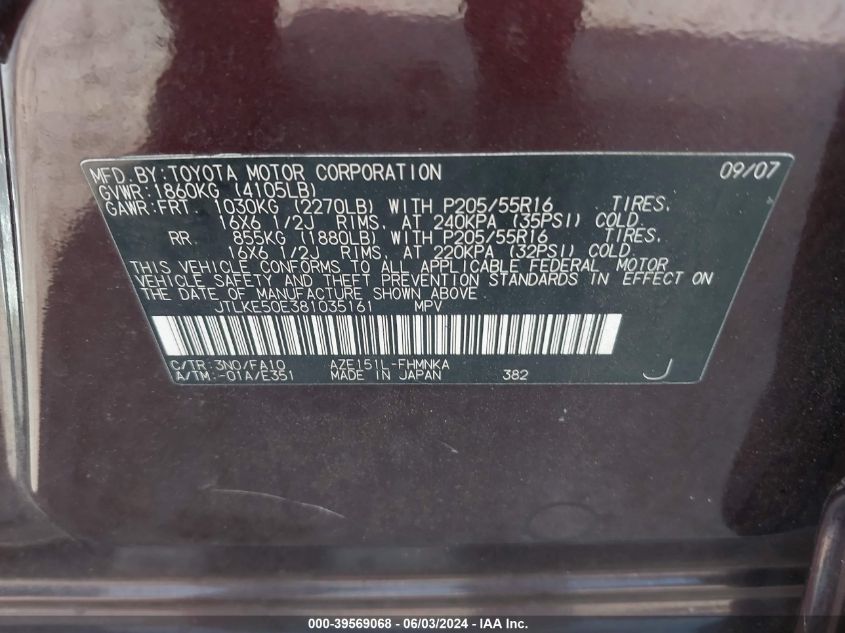 MFD. BY: TOYOTA MOTOR CORPORATION 09/07
GVWR: 1860KG (4105LB)
GAWR: FRT 1030KG (2270LB) WITH P205/55R16 TIRES,
16X6 1/2J RIMS, AT 240KPA (35PSI) COLD.
RR 855KG (1880LB) WITH P205/55R16 TIRES,
16X6 1/2J RIMS, AT 220KPA (32PSI) COLD.
THIS VEHICLE CONFORMS TO ALL APPLICABLE FEDERAL MOTOR
VEHICLE SAFETY AND THEFT PREVENTION STANDARDS IN EFFECT ON
THE DATE OF MANUFACTURE SHOWN ABOVE.
JTLKE50E381035161 MPV
C/TR: 3N0/FA10 AZE151L-FHMNKA
A/TM: -01A/E351 MADE IN JAPAN 382 J
000-39569068 - 06/03/2024 - IAA Inc.